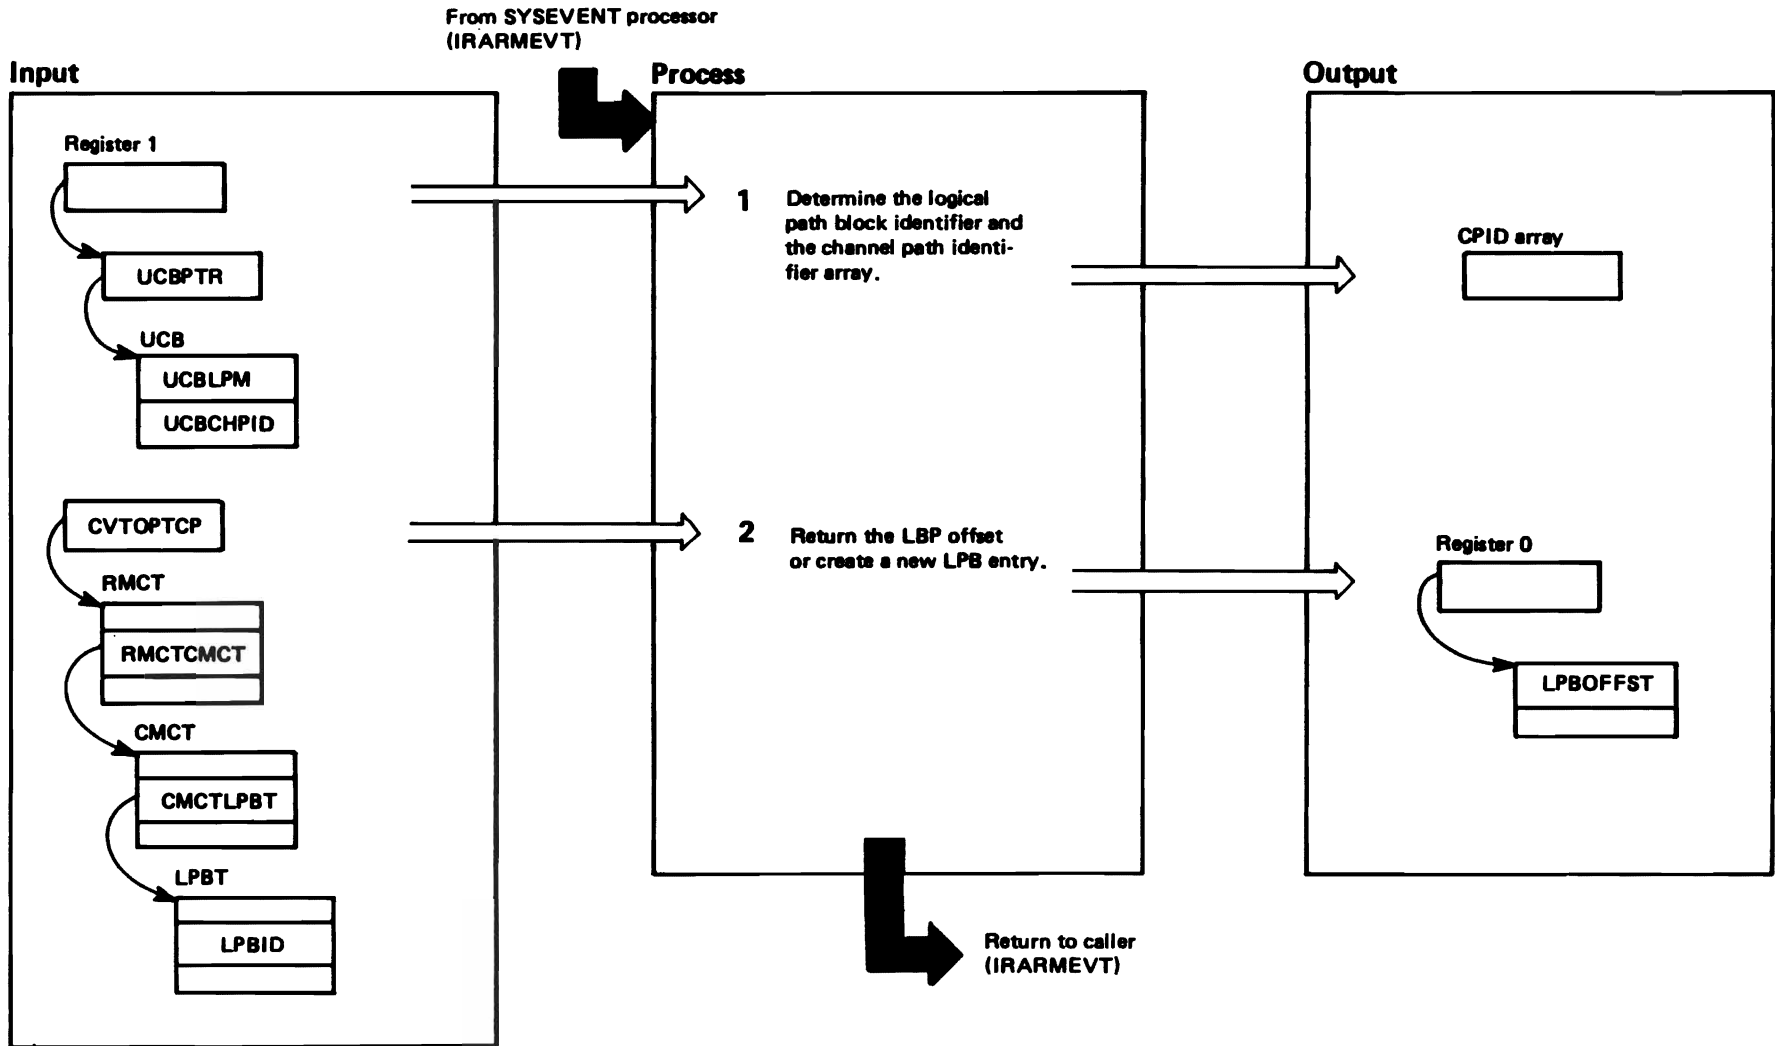 From SYSEVENT processor
(IRARMEVT)
Input
Process
Output
Register 1
UCBPTR
UCB
UCBLPM
UCBCHPID
CVTOPTCP
RMCT
RMCTCMCT
CMCT
CMCTLPBT
LPBT
LPBID
1 Determine the logical
path block identifier and
the channel path identi-
fier array.
2 Return the LBP offset
or create a new LPB entry.
CPID array
Register 0
LPBOFFST
Return to caller
(IRARMEVT)